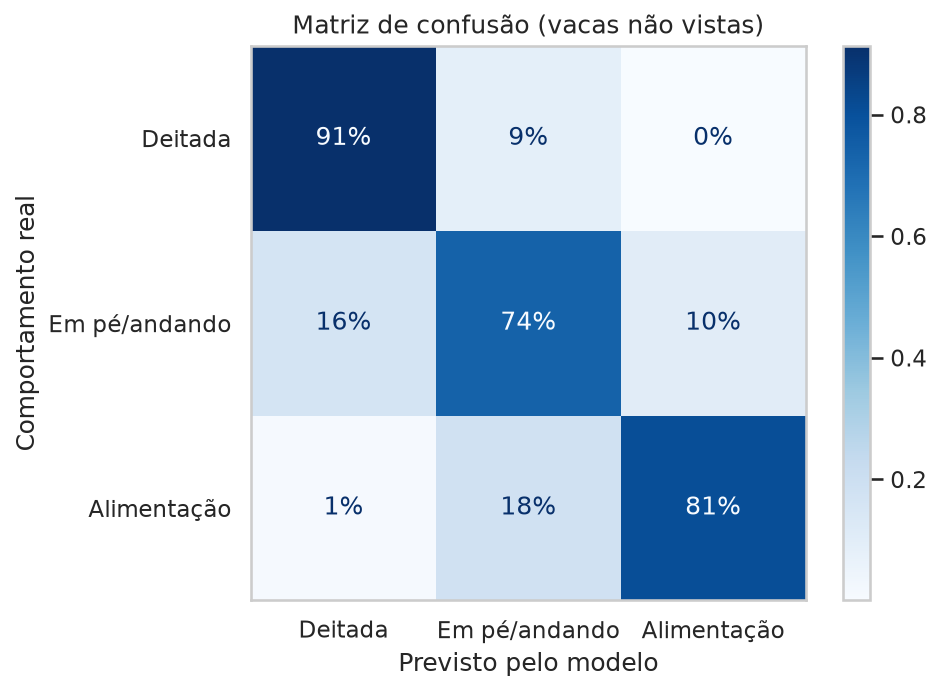 Matriz de confusão (vacas não vistas)
Comportamento real
Deitada
91%
9%
0%
Em pé/andando
16%
74%
10%
Alimentação
1%
18%
81%
Deitada
Em pé/andando
Alimentação
Previsto pelo modelo
0.8
0.6
0.4
0.2